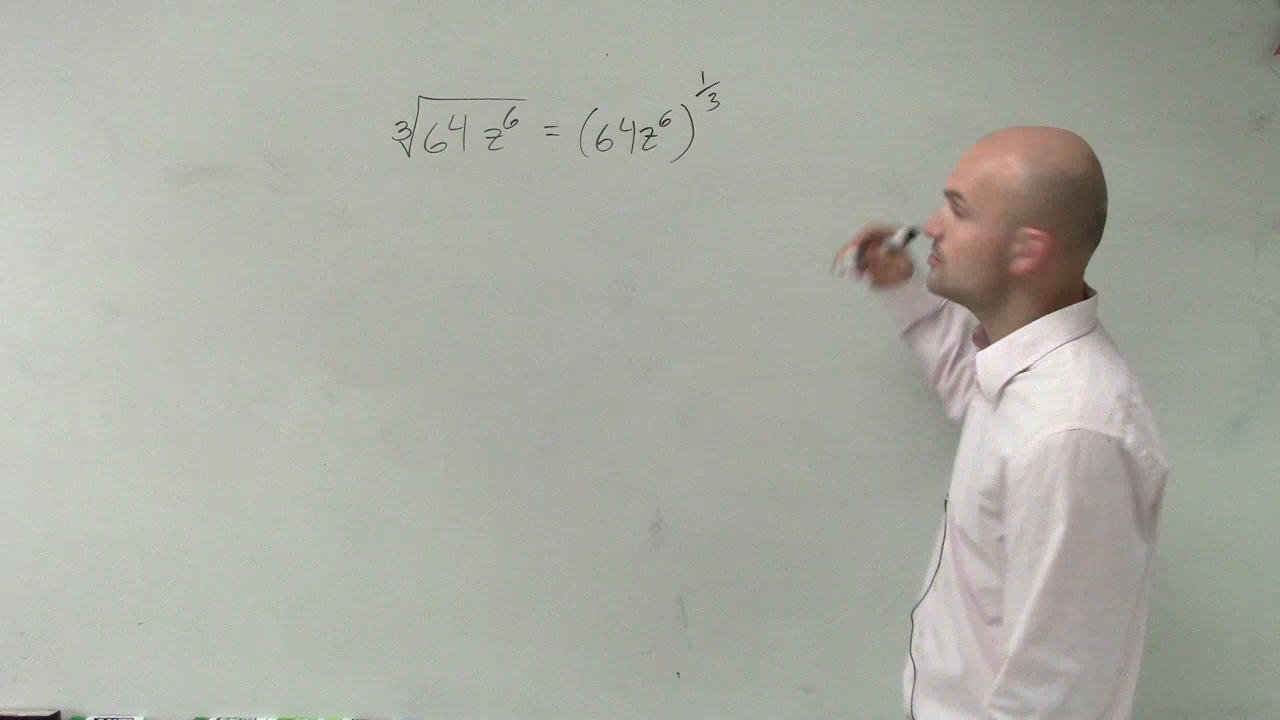 ∛(64z⁶) = (64z⁶)^(1/3)